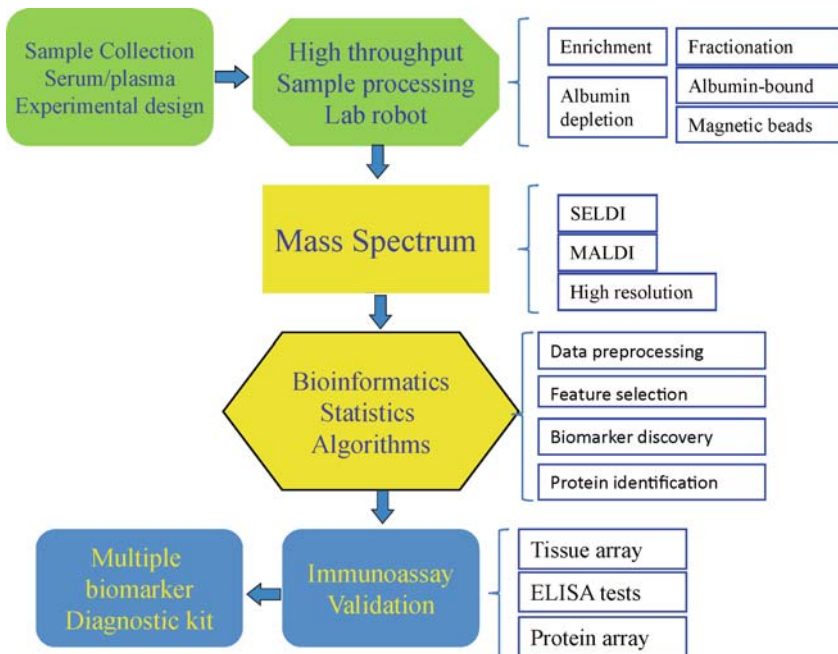 Sample Collection
Serum/plasma
Experimental design
High throughput
Sample processing
Lab robot
Enrichment
Fractionation
Albumin
depletion
Albumin-bound
Magnetic beads
Mass Spectrum
SELDI
MALDI
High resolution
Bioinformatics
Statistics
Algorithms
Data preprocessing
Feature selection
Biomarker discovery
Protein identification
Multiple
biomarker
Diagnostic kit
Immunoassay
Validation
Tissue array
ELISA tests
Protein array